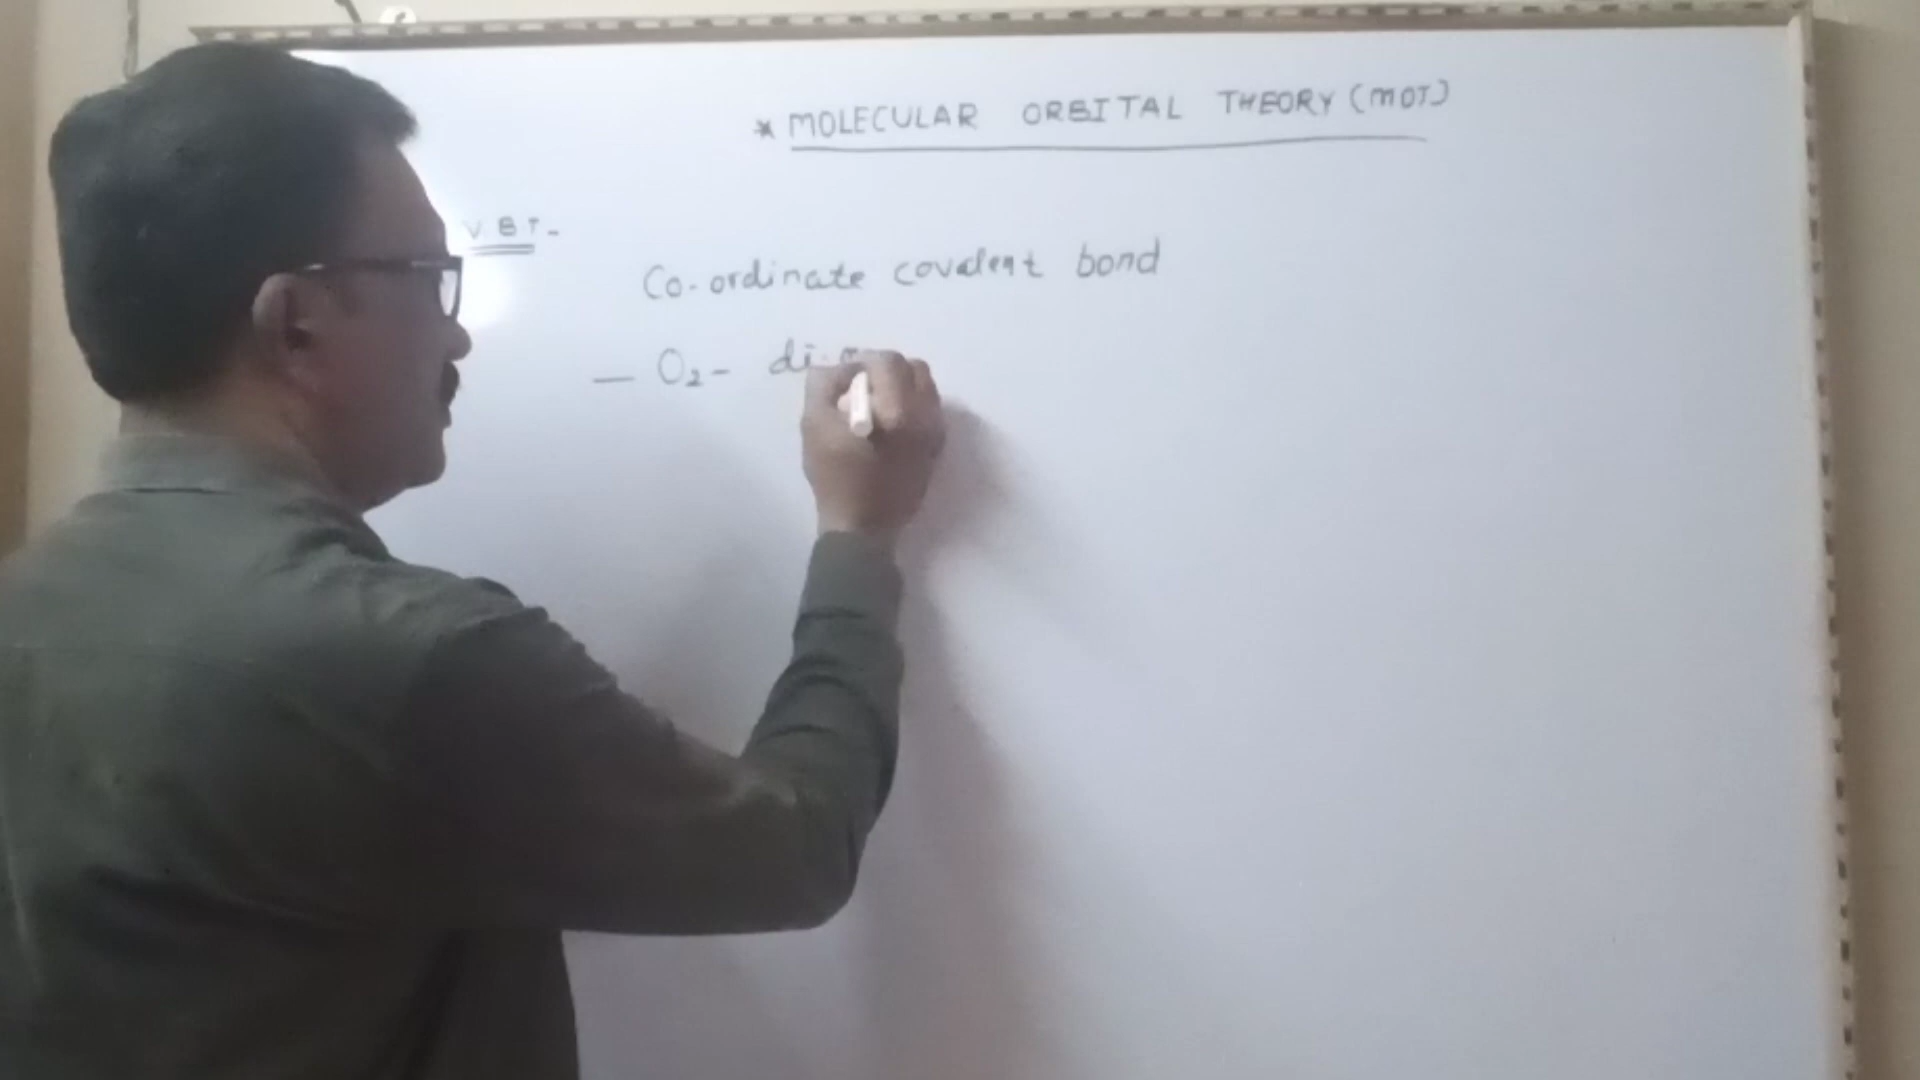 * MOLECULAR ORBITAL THEORY (MOT)
V.B.T-
Co-ordinate covalent bond
— O₂ -